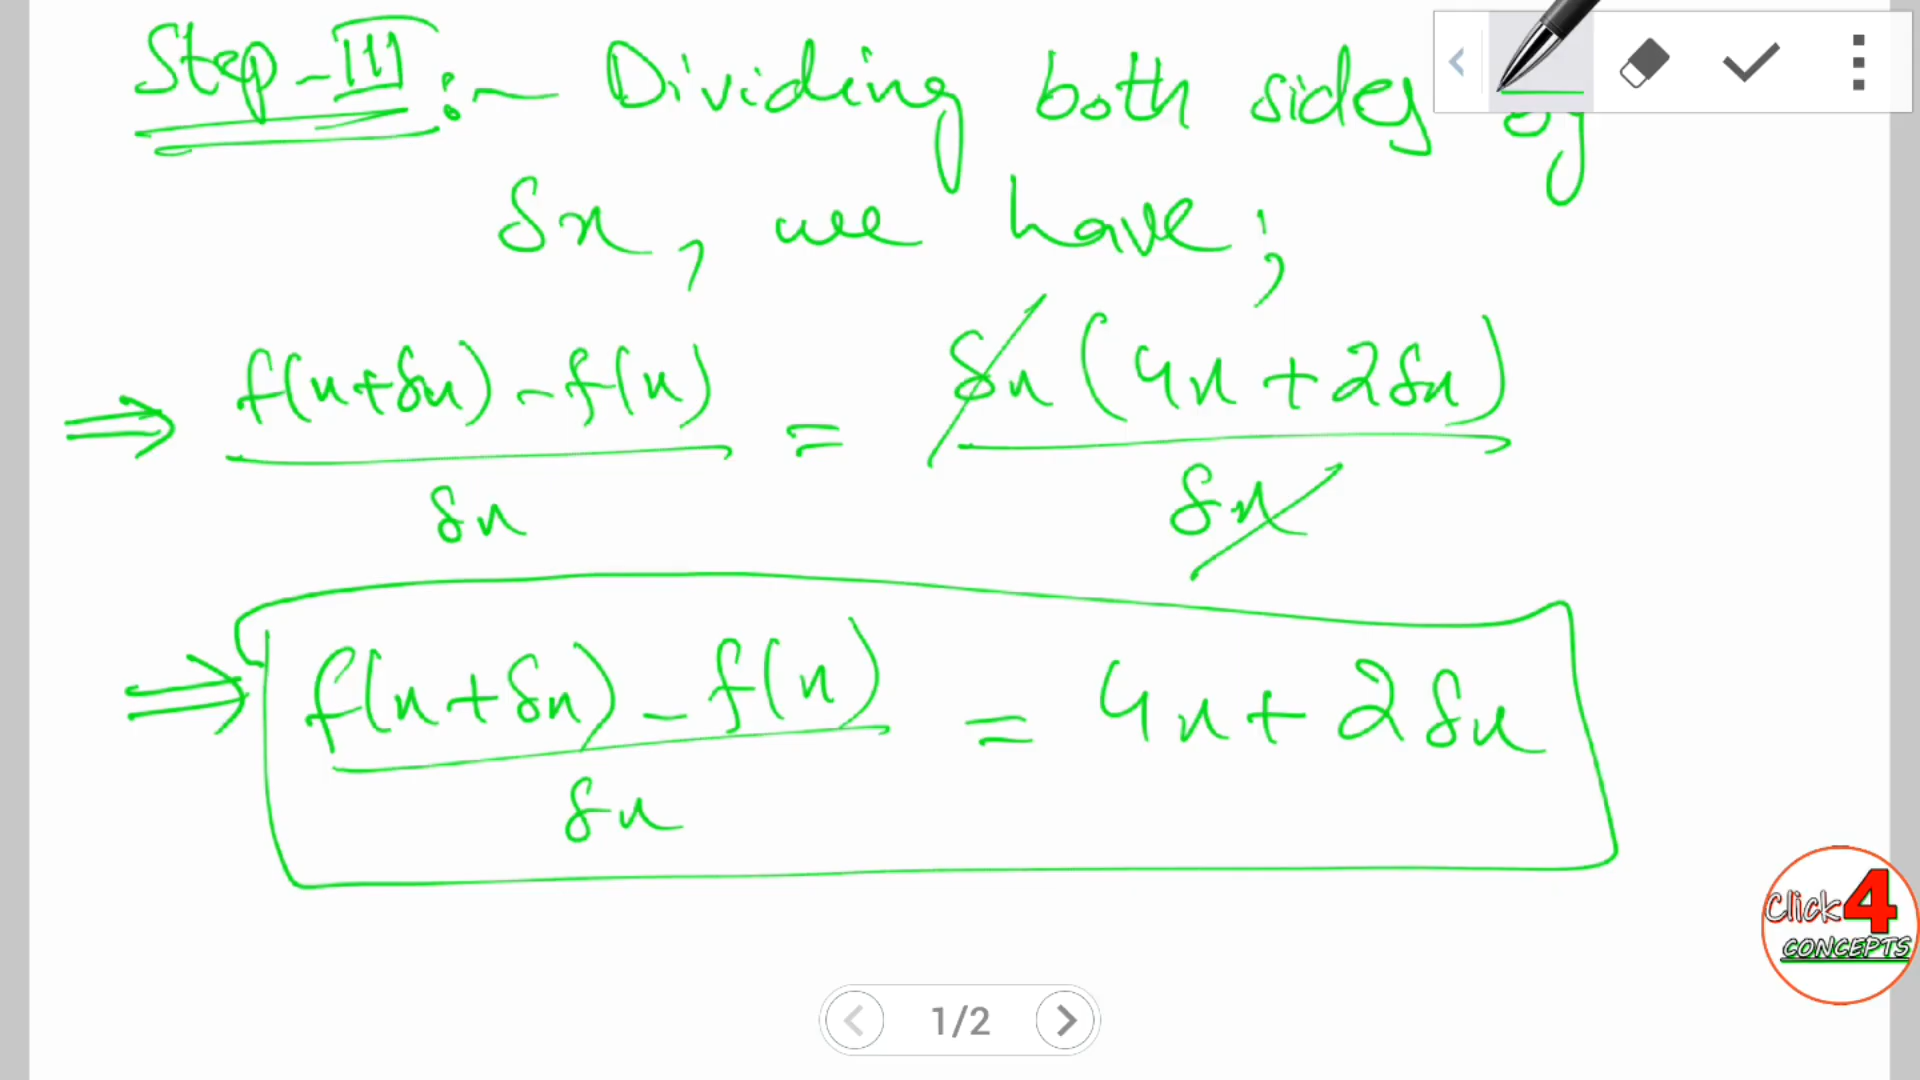 Step-III :- Dividing both sides by
δx, we have;
⇒ f(x+δx) - f(x) / δx = δx (4x + 2δx) / δx
⇒ f(x+δx) - f(x) / δx = 4x + 2δx
Click 4
CONCEPTS
1/2